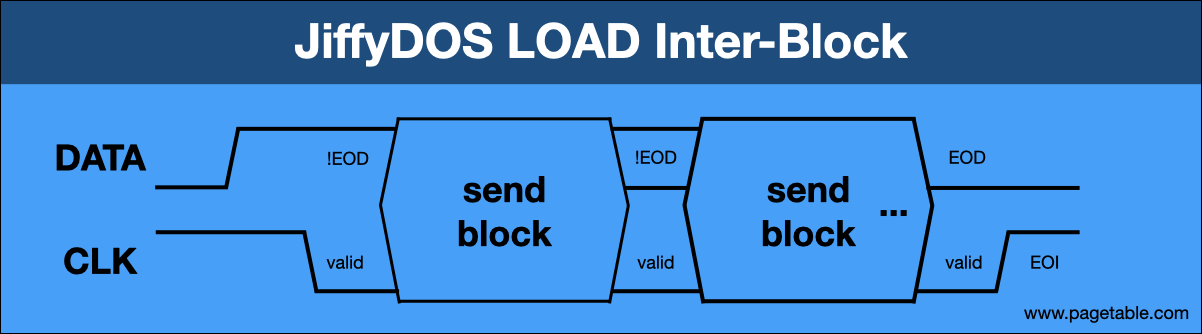 JiffyDOS LOAD Inter-Block
DATA
!EOD
send
block
!EOD
send
block ...
EOD
CLK
valid
valid
valid
EOI
www.pagetable.com